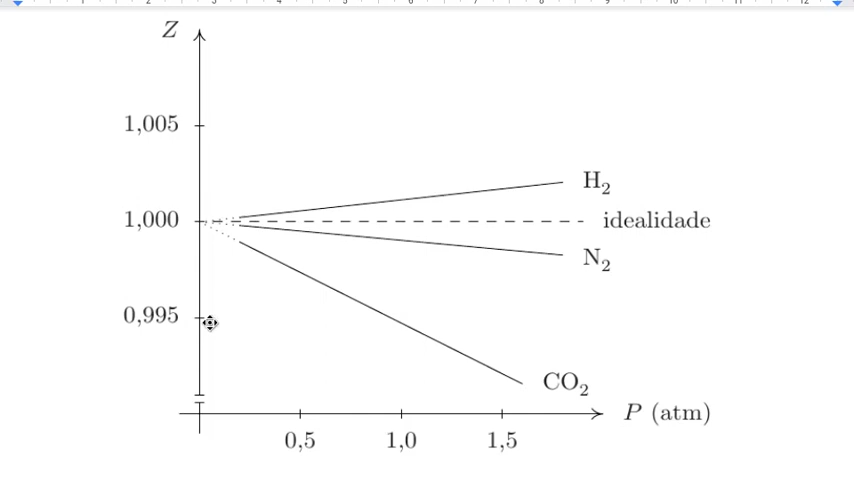 Z
1,005
H₂
1,000
idealidade
N₂
0,995
CO₂
P (atm)
0,5 1,0 1,5